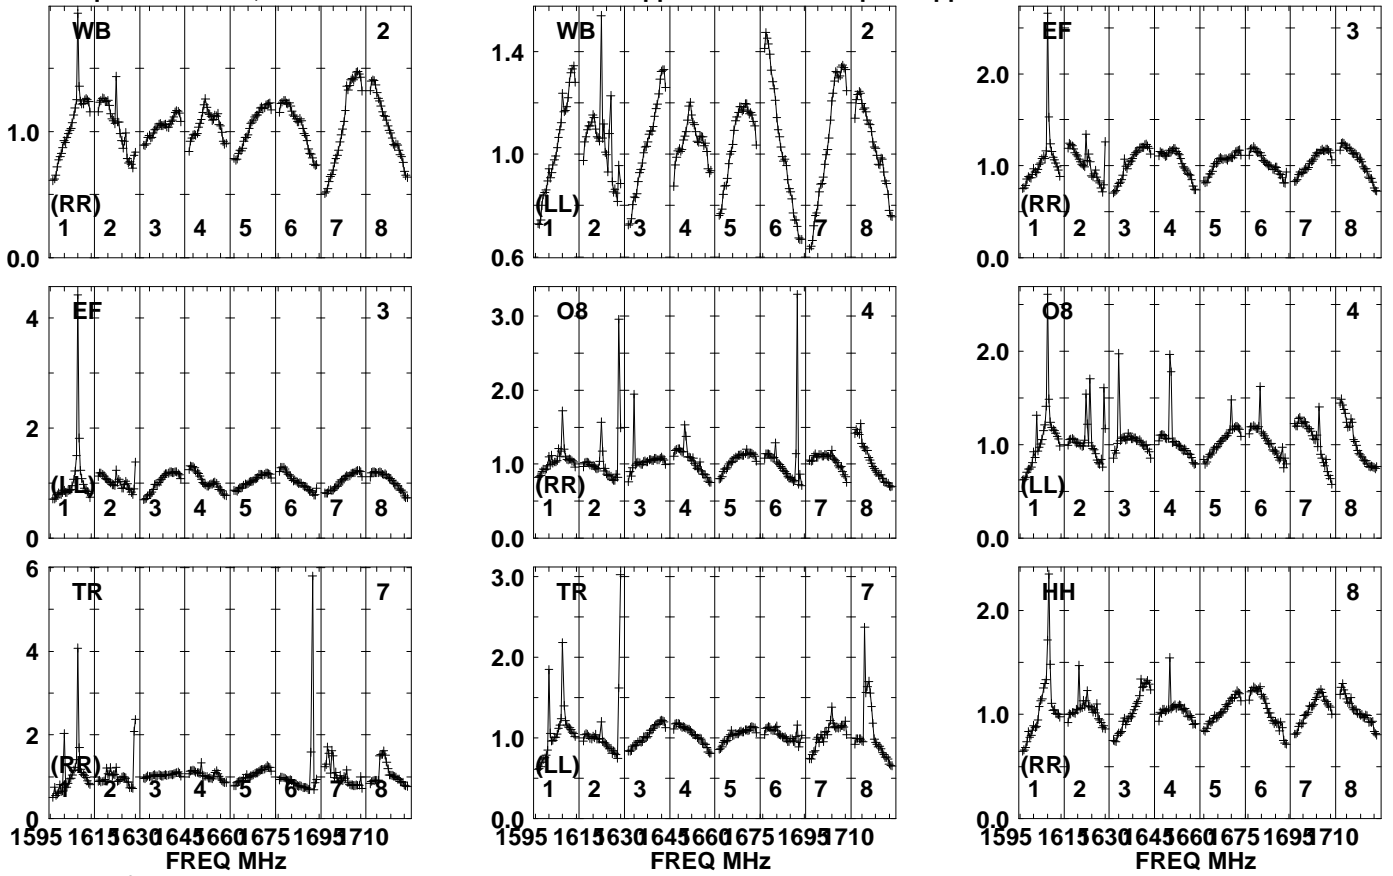 WB 2 WB 2 EF 3
1.4 2.0
1.0 1.0 1.0
(RR) (LL) (RR)
1 2 3 4 5 6 7 8 1 2 3 4 5 6 7 8 1 2 3 4 5 6 7 8
0.0 0.6 0.0
EF 3 O8 4 O8 4
4 3.0 2.0
2 2.0 1.0
1.0
(LL) (RR) (LL)
1 2 3 4 5 6 7 8 1 2 3 4 5 6 7 8 1 2 3 4 5 6 7 8
0 0.0 0.0
6 TR 7 3.0 TR 7 HH 8
4 2.0 2.0
2 1.0 1.0
(RR) (LL) (RR)
1 2 3 4 5 6 7 8 1 2 3 4 5 6 7 8 1 2 3 4 5 6 7 8
0 0.0 0.0
1595 1615 1630 1645 1660 1675 1695 1710 1595 1615 1630 1645 1660 1675 1695 1710 1595 1615 1630 1645 1660 1675 1695 1710
FREQ MHz FREQ MHz FREQ MHz